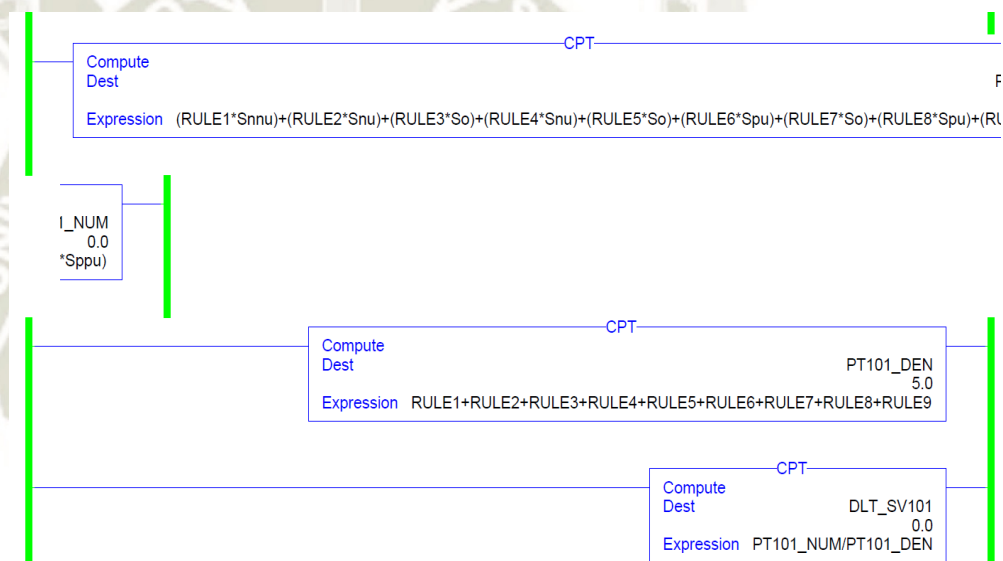 CPT
Compute
Dest
Expression (RULE1*Snnu)+(RULE2*Snu)+(RULE3*So)+(RULE4*Snu)+(RULE5*So)+(RULE6*Spu)+(RULE7*So)+(RULE8*Spu)+(RU
1_NUM
0.0
*Sppu)
CPT
Compute
Dest PT101_DEN
5.0
Expression RULE1+RULE2+RULE3+RULE4+RULE5+RULE6+RULE7+RULE8+RULE9
CPT
Compute
Dest DLT_SV101
0.0
Expression PT101_NUM/PT101_DEN